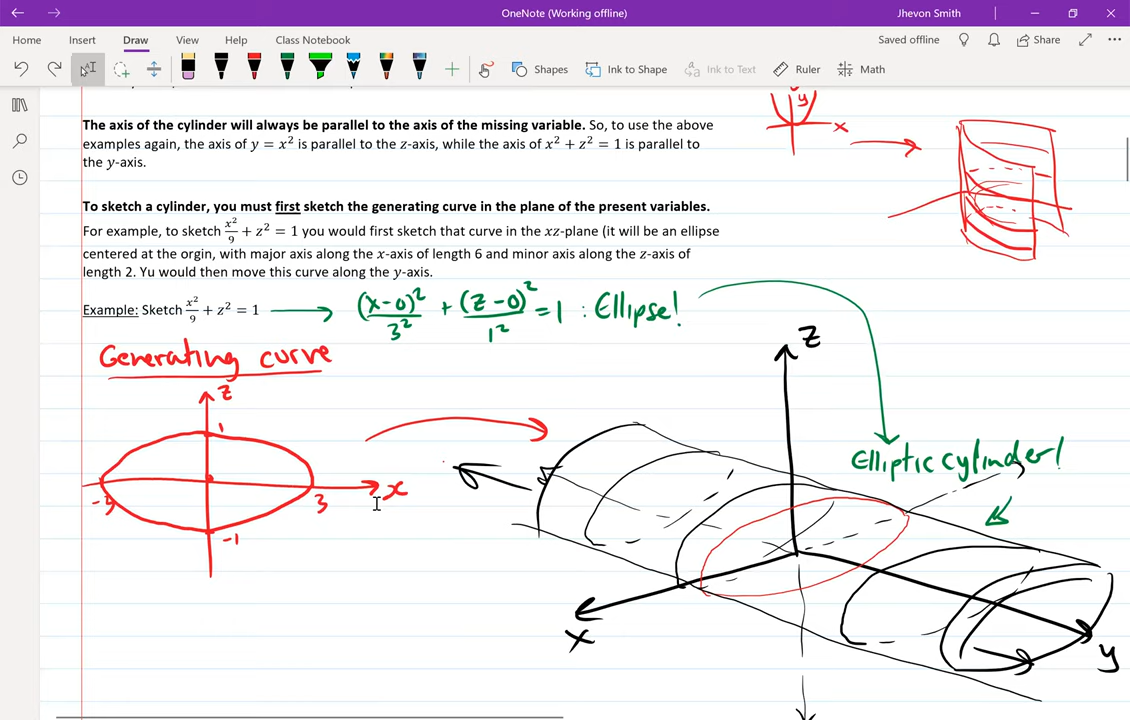 OneNote (Working offline)
Jhevon Smith
Home Insert Draw View Help Class Notebook
Saved offline Share
Shapes Ink to Shape Ink to Text Ruler Math
The axis of the cylinder will always be parallel to the axis of the missing variable. So, to use the above
examples again, the axis of y = x² is parallel to the z-axis, while the axis of x² + z² = 1 is parallel to
the y-axis.
y
x
To sketch a cylinder, you must first sketch the generating curve in the plane of the present variables.
For example, to sketch x²/9 + z² = 1 you would first sketch that curve in the xz-plane (it will be an ellipse
centered at the orgin, with major axis along the x-axis of length 6 and minor axis along the z-axis of
length 2. Yu would then move this curve along the y-axis.
Example: Sketch x²/9 + z² = 1 → (x-0)²/3² + (z-0)²/1² = 1 : Ellipse!
Generating curve
z
1
-3 3 x
-1
z
Elliptic cylinder!
x
y